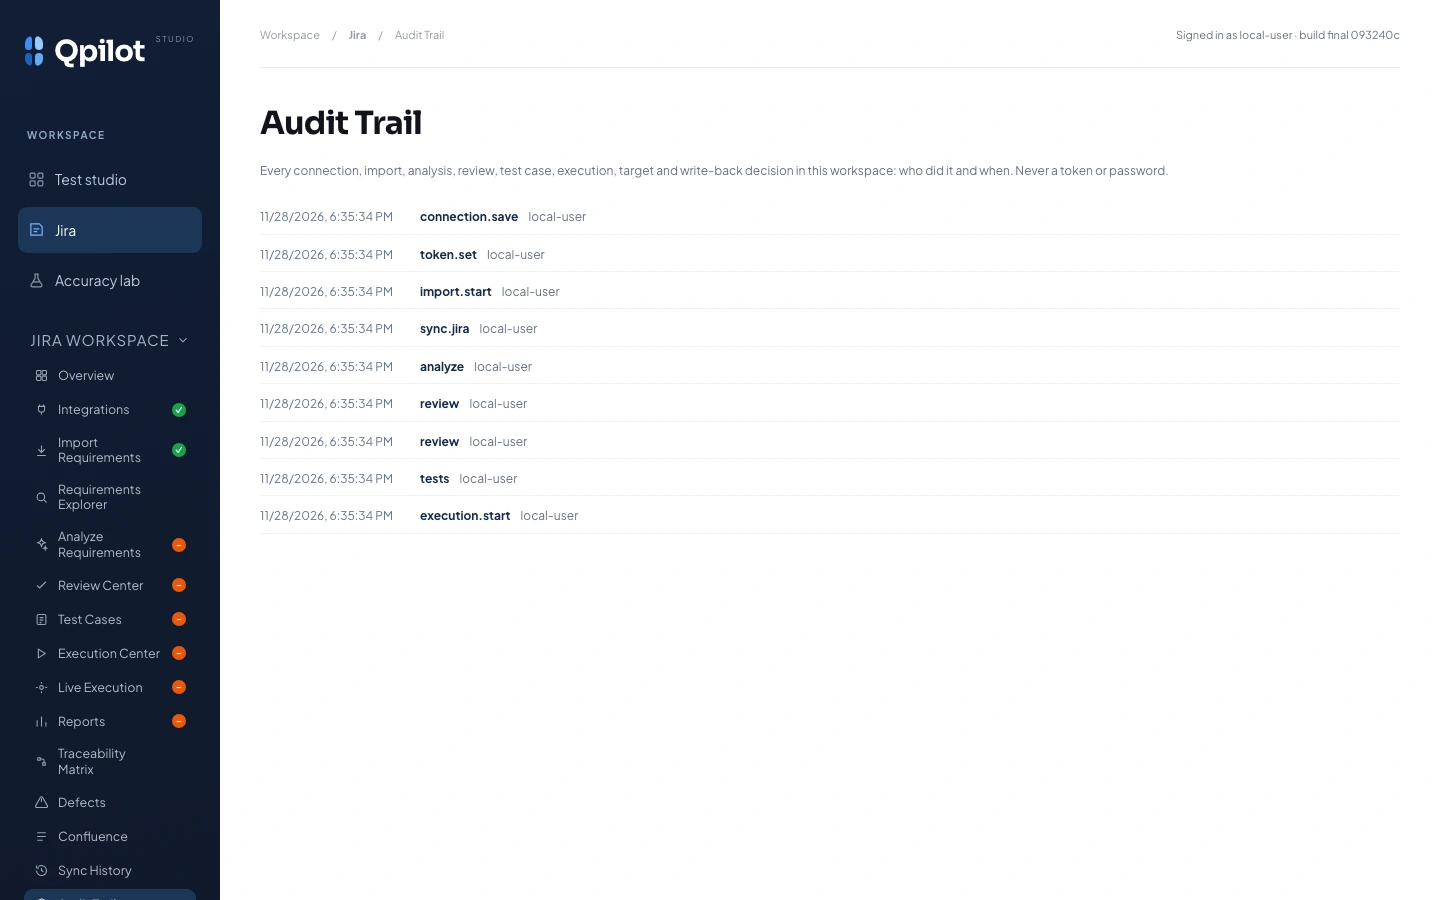 Qpilot STUDIO
WORKSPACE
Test studio
Jira
Accuracy lab
JIRA WORKSPACE
Overview
Integrations
Import
Requirements
Requirements
Explorer
Analyze
Requirements
Review Center
Test Cases
Execution Center
Live Execution
Reports
Traceability
Matrix
Defects
Confluence
Sync History
Workspace / Jira / Audit Trail
Signed in as local-user · build final 093240c
Audit Trail
Every connection, import, analysis, review, test case, execution, target and write-back decision in this workspace: who did it and when. Never a token or password.
11/28/2026, 6:35:34 PM connection.save local-user
11/28/2026, 6:35:34 PM token.set local-user
11/28/2026, 6:35:34 PM import.start local-user
11/28/2026, 6:35:34 PM sync.jira local-user
11/28/2026, 6:35:34 PM analyze local-user
11/28/2026, 6:35:34 PM review local-user
11/28/2026, 6:35:34 PM review local-user
11/28/2026, 6:35:34 PM tests local-user
11/28/2026, 6:35:34 PM execution.start local-user